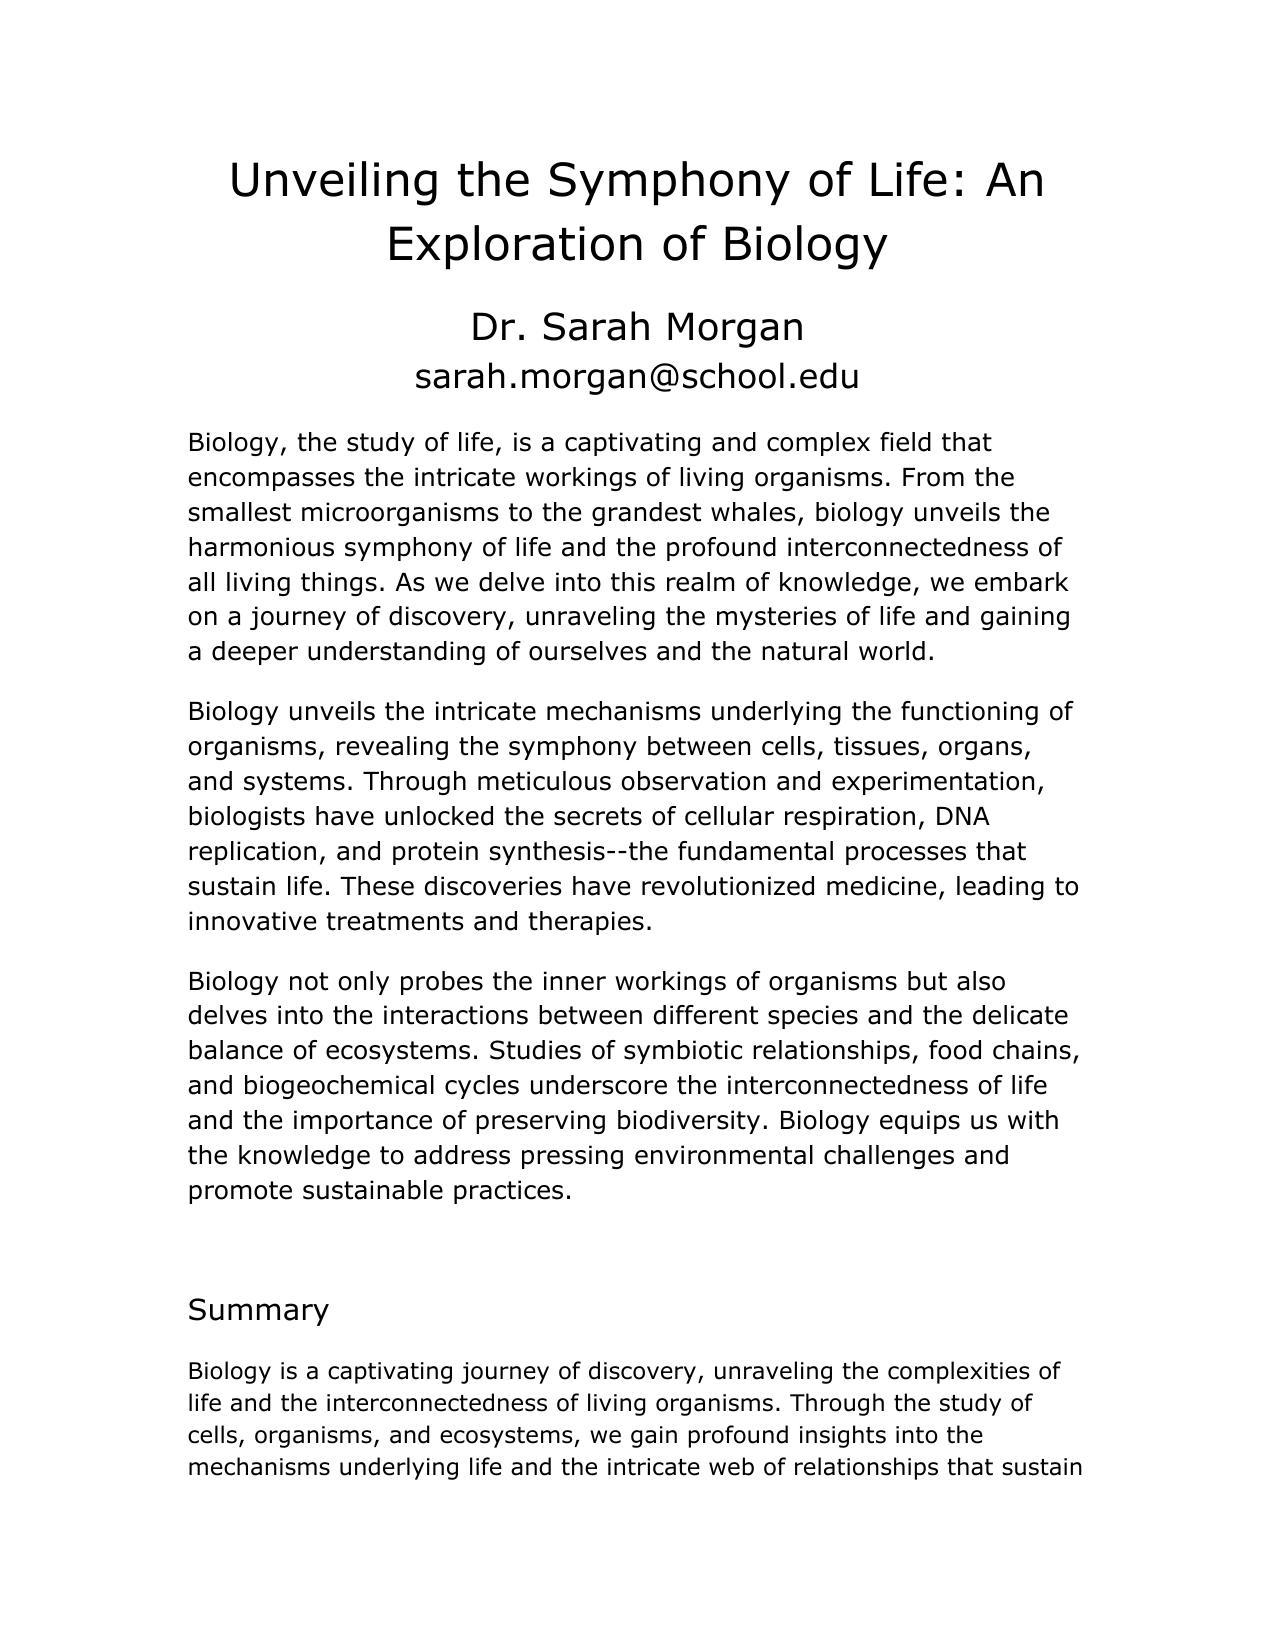 Unveiling the Symphony of Life: An
Exploration of Biology
Dr. Sarah Morgan
sarah.morgan@school.edu
Biology, the study of life, is a captivating and complex field that
encompasses the intricate workings of living organisms. From the
smallest microorganisms to the grandest whales, biology unveils the
harmonious symphony of life and the profound interconnectedness of
all living things. As we delve into this realm of knowledge, we embark
on a journey of discovery, unraveling the mysteries of life and gaining
a deeper understanding of ourselves and the natural world.
Biology unveils the intricate mechanisms underlying the functioning of
organisms, revealing the symphony between cells, tissues, organs,
and systems. Through meticulous observation and experimentation,
biologists have unlocked the secrets of cellular respiration, DNA
replication, and protein synthesis--the fundamental processes that
sustain life. These discoveries have revolutionized medicine, leading to
innovative treatments and therapies.
Biology not only probes the inner workings of organisms but also
delves into the interactions between different species and the delicate
balance of ecosystems. Studies of symbiotic relationships, food chains,
and biogeochemical cycles underscore the interconnectedness of life
and the importance of preserving biodiversity. Biology equips us with
the knowledge to address pressing environmental challenges and
promote sustainable practices.
Summary
Biology is a captivating journey of discovery, unraveling the complexities of
life and the interconnectedness of living organisms. Through the study of
cells, organisms, and ecosystems, we gain profound insights into the
mechanisms underlying life and the intricate web of relationships that sustain